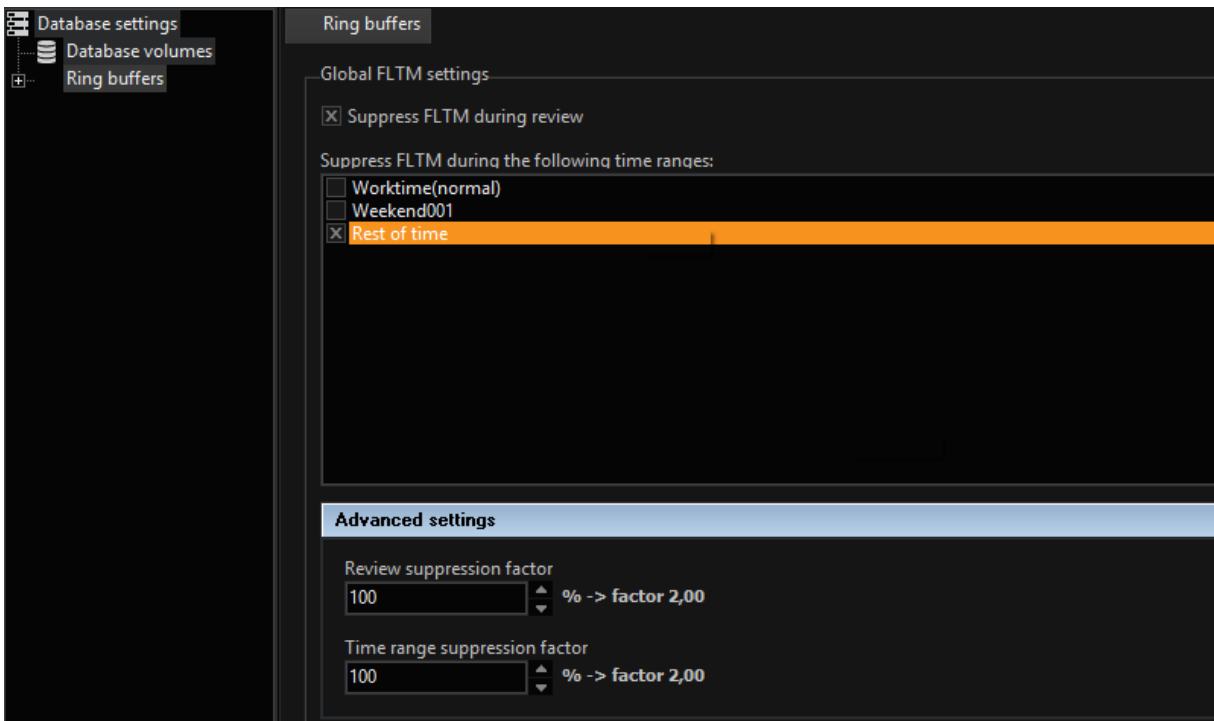 Database settings
Database volumes
Ring buffers
Ring buffers
Global FLTM settings
Suppress FLTM during review
Suppress FLTM during the following time ranges:
Worktime(normal)
Weekend001
Rest of time
Advanced settings
Review suppression factor
100 % -> factor 2,00
Time range suppression factor
100 % -> factor 2,00